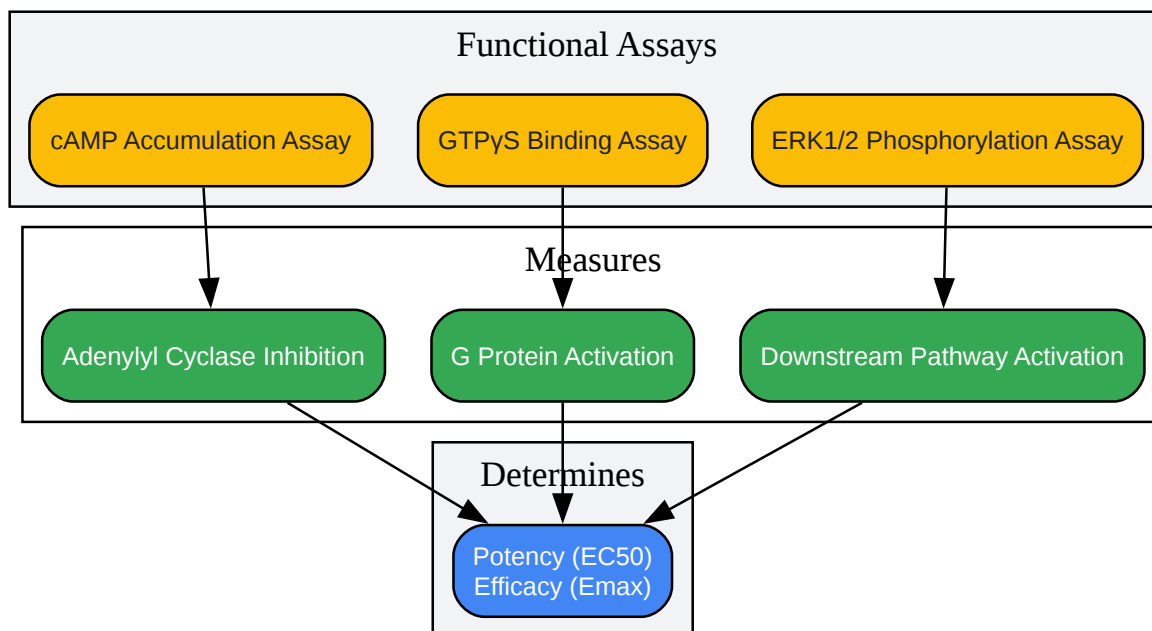 Functional Assays
cAMP Accumulation Assay
GTPγS Binding Assay
ERK1/2 Phosphorylation Assay
Measures
Adenylyl Cyclase Inhibition
G Protein Activation
Downstream Pathway Activation
Determines
Potency (EC50)
Efficacy (Emax)